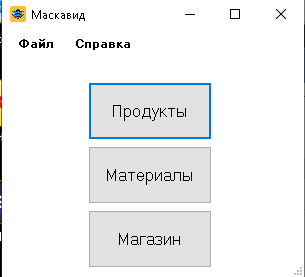 Маскавид
Файл Справка
Продукты
Материалы
Магазин